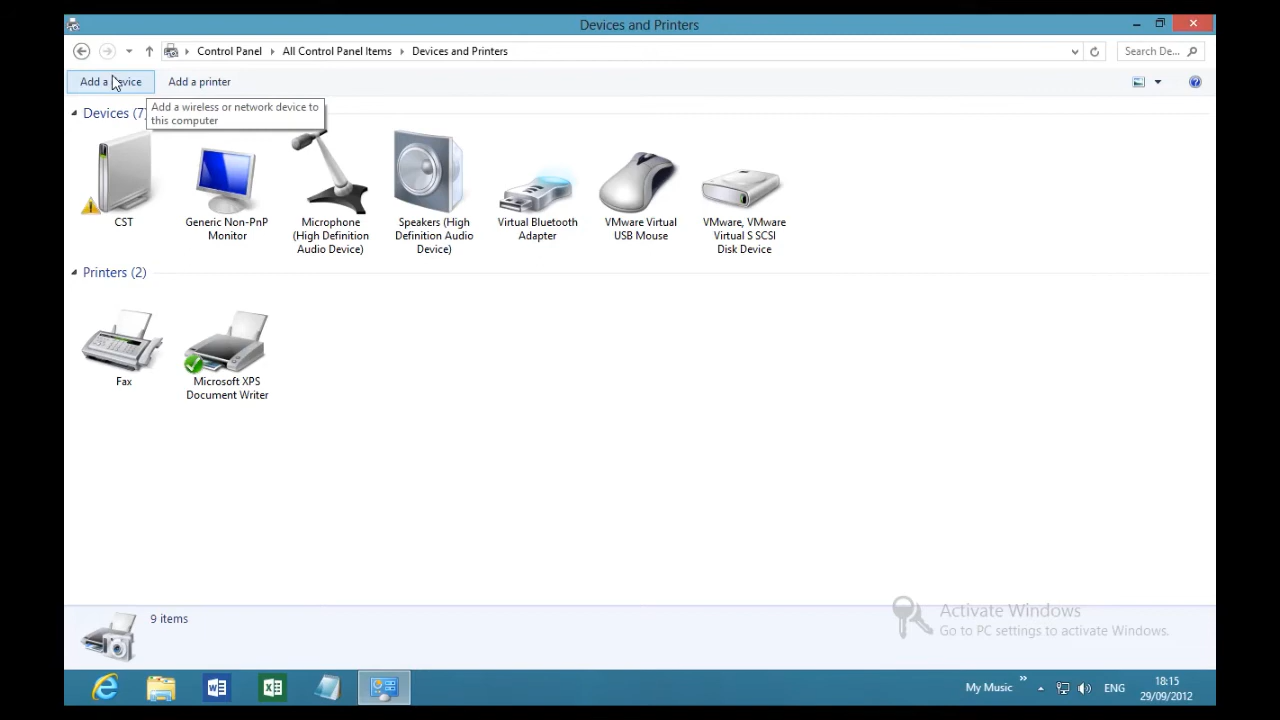 Devices and Printers
Control Panel
All Control Panel Items
Devices and Printers
Search De...
Add a device
Add a printer
Add a wireless or network device to
this computer
Devices (7)
CST
Generic Non-PnP
Monitor
Microphone
(High Definition
Audio Device)
Speakers (High
Definition Audio
Device)
Virtual Bluetooth
Adapter
VMware Virtual
USB Mouse
VMware, VMware
Virtual S SCSI
Disk Device
Printers (2)
Fax
Microsoft XPS
Document Writer
9 items
Activate Windows
Go to PC settings to activate Windows.
My Music
ENG
18:15
29/09/2012